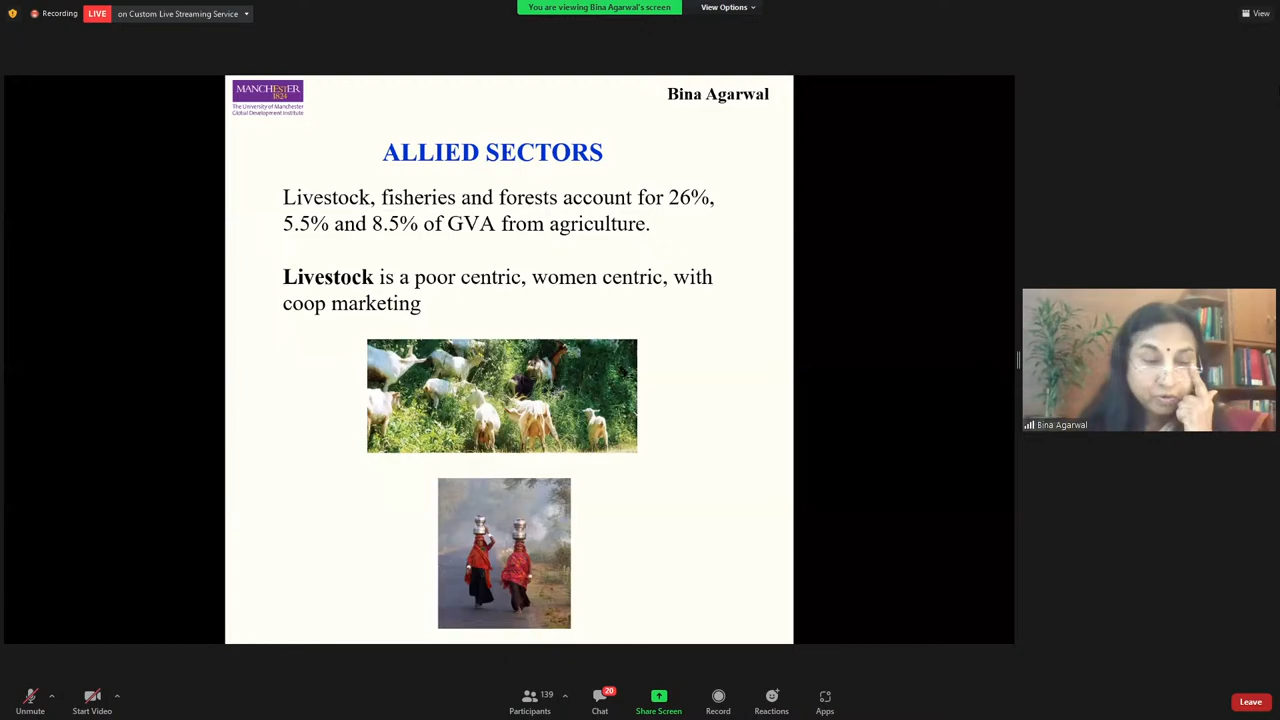 Recording
LIVE
on Custom Live Streaming Service
You are viewing Bina Agarwal's screen
View Options
View
MANCHESTER
1824
The University of Manchester
Global Development Institute
Bina Agarwal
ALLIED SECTORS
Livestock, fisheries and forests account for 26%,
5.5% and 8.5% of GVA from agriculture.
Livestock is a poor centric, women centric, with
coop marketing
Bina Agarwal
Unmute
Start Video
139
Participants
20
Chat
Share Screen
Record
Reactions
Apps
Leave